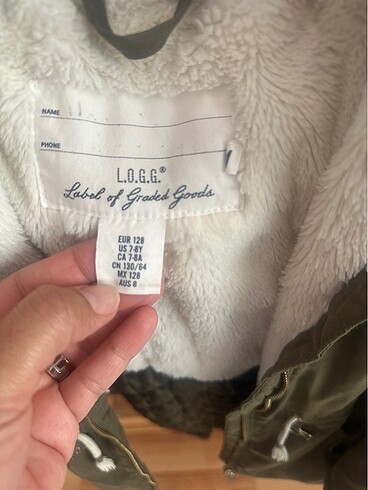 NAME
PHONE
L.O.G.G.®
Label of Graded Goods
EUR 128
US 7-8Y
CA 7-8A
CN 130/64
MX 128
AUS 8